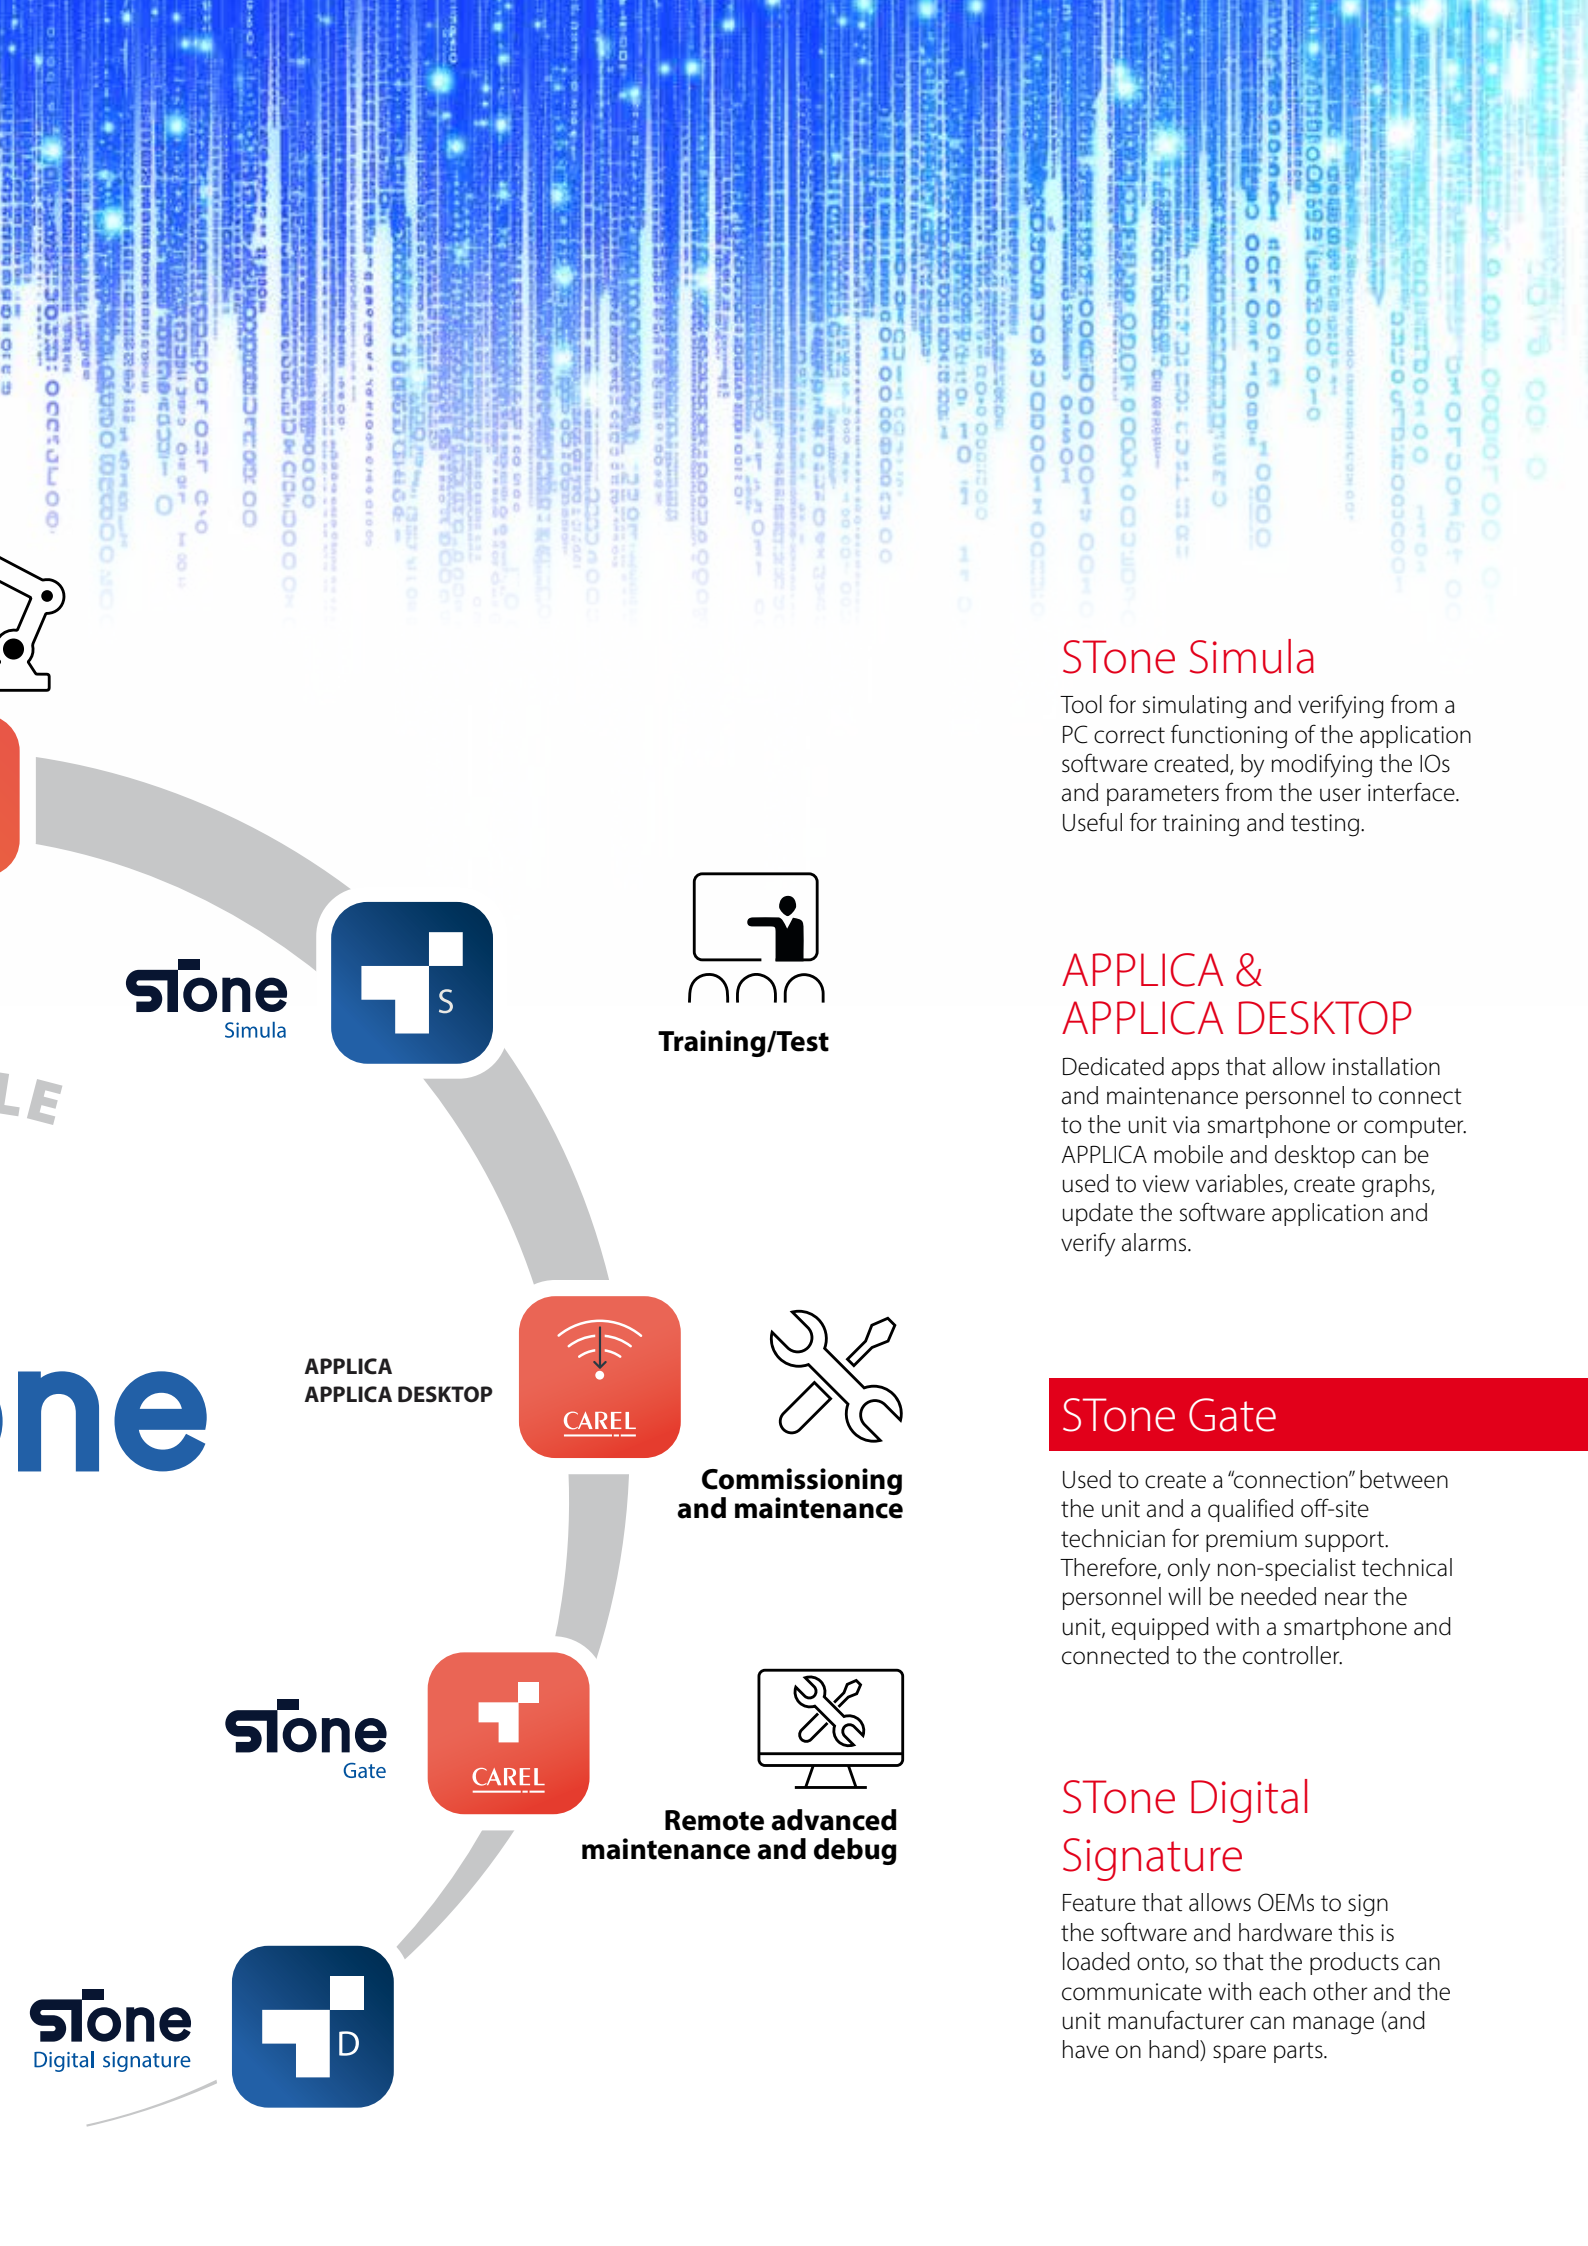 STone Simula
Tool for simulating and verifying from a
PC correct functioning of the application
software created, by modifying the IOs
and parameters from the user interface.
Useful for training and testing.
STone
Simula
S
Training/Test
LE
APPLICA &
APPLICA DESKTOP
Dedicated apps that allow installation
and maintenance personnel to connect
to the unit via smartphone or computer.
APPLICA mobile and desktop can be
used to view variables, create graphs,
update the software application and
verify alarms.
one
APPLICA
APPLICA DESKTOP
CAREL
Commissioning
and maintenance
STone Gate
Used to create a “connection” between
the unit and a qualified off-site
technician for premium support.
Therefore, only non-specialist technical
personnel will be needed near the
unit, equipped with a smartphone and
connected to the controller.
STone
Gate
CAREL
Remote advanced
maintenance and debug
STone Digital
Signature
Feature that allows OEMs to sign
the software and hardware this is
loaded onto, so that the products can
communicate with each other and the
unit manufacturer can manage (and
have on hand) spare parts.
STone
Digital signature
D